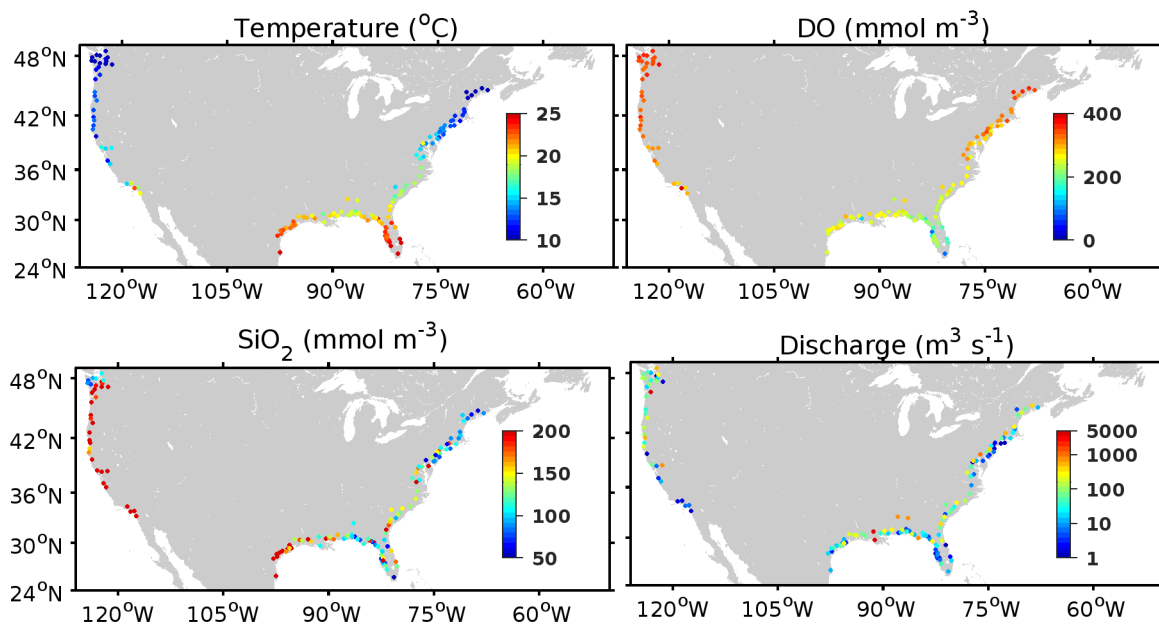 Temperature (°C)
DO (mmol m⁻³)
48°N
42°N
36°N
30°N
24°N
25
20
15
10
400
200
0
120°W 105°W 90°W 75°W 60°W
120°W 105°W 90°W 75°W 60°W
SiO₂ (mmol m⁻³)
Discharge (m³ s⁻¹)
48°N
42°N
36°N
30°N
24°N
200
150
100
50
5000
1000
100
10
1
120°W 105°W 90°W 75°W 60°W
120°W 105°W 90°W 75°W 60°W